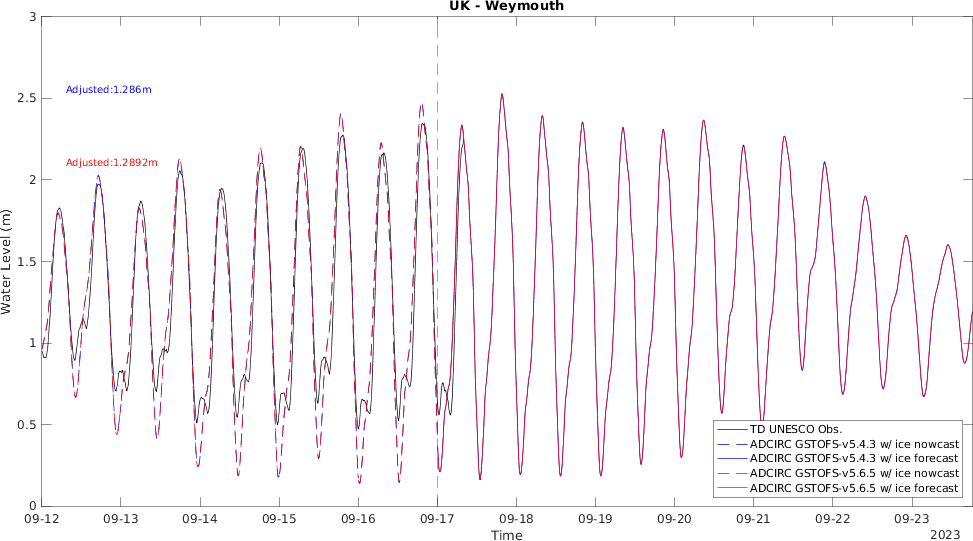 UK - Weymouth
3
2.5
2
1.5
1
0.5
0
Water Level (m)
Adjusted:1.286m
Adjusted:1.2892m
TD UNESCO Obs.
ADCIRC GSTOFS-v5.4.3 w/ ice nowcast
ADCIRC GSTOFS-v5.4.3 w/ ice forecast
ADCIRC GSTOFS-v5.6.5 w/ ice nowcast
ADCIRC GSTOFS-v5.6.5 w/ ice forecast
09-12 09-13 09-14 09-15 09-16 09-17 09-18 09-19 09-20 09-21 09-22 09-23
Time
2023